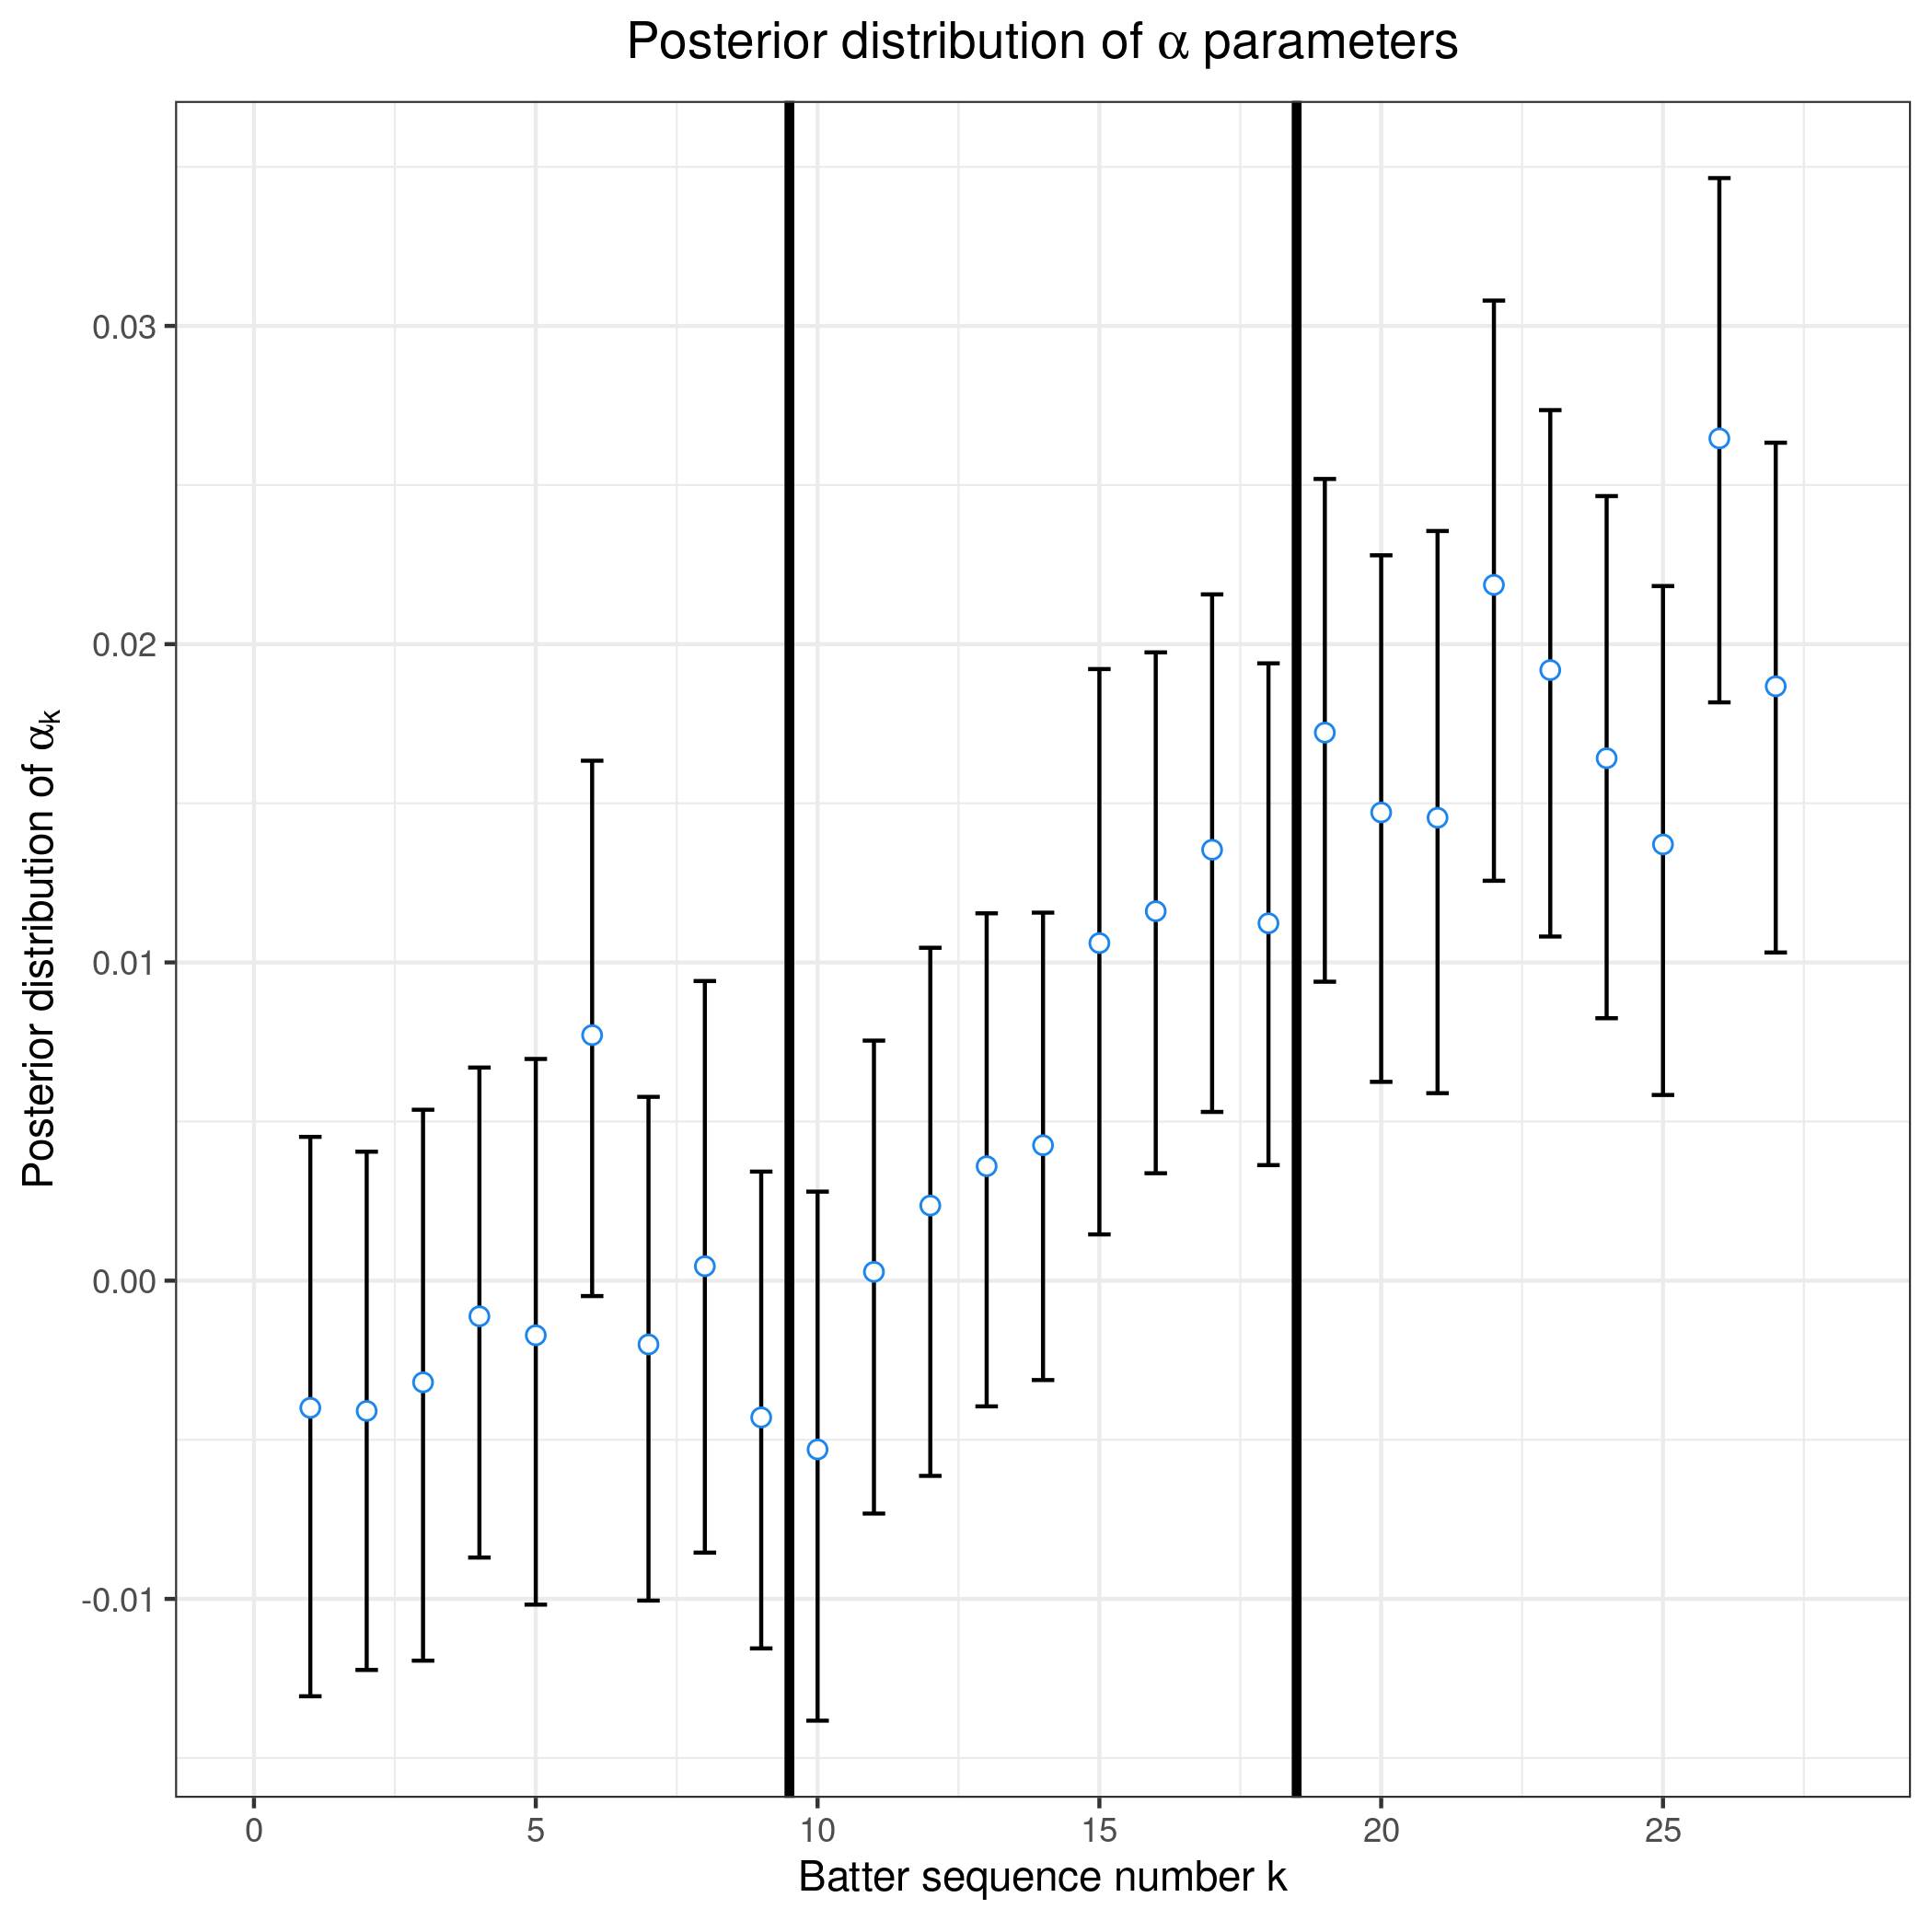 Posterior distribution of α parameters
Posterior distribution of αₖ
0.03
0.02
0.01
0.00
-0.01
0 5 10 15 20 25
Batter sequence number k